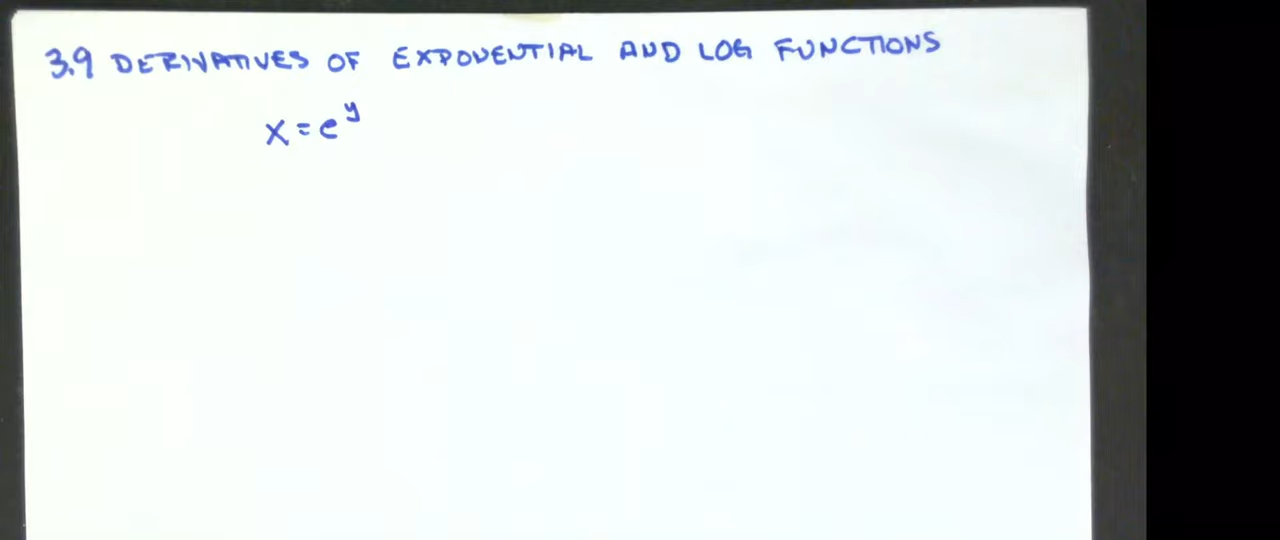 3.9 DERIVATIVES OF EXPONENTIAL AND LOG FUNCTIONS
x = e^y